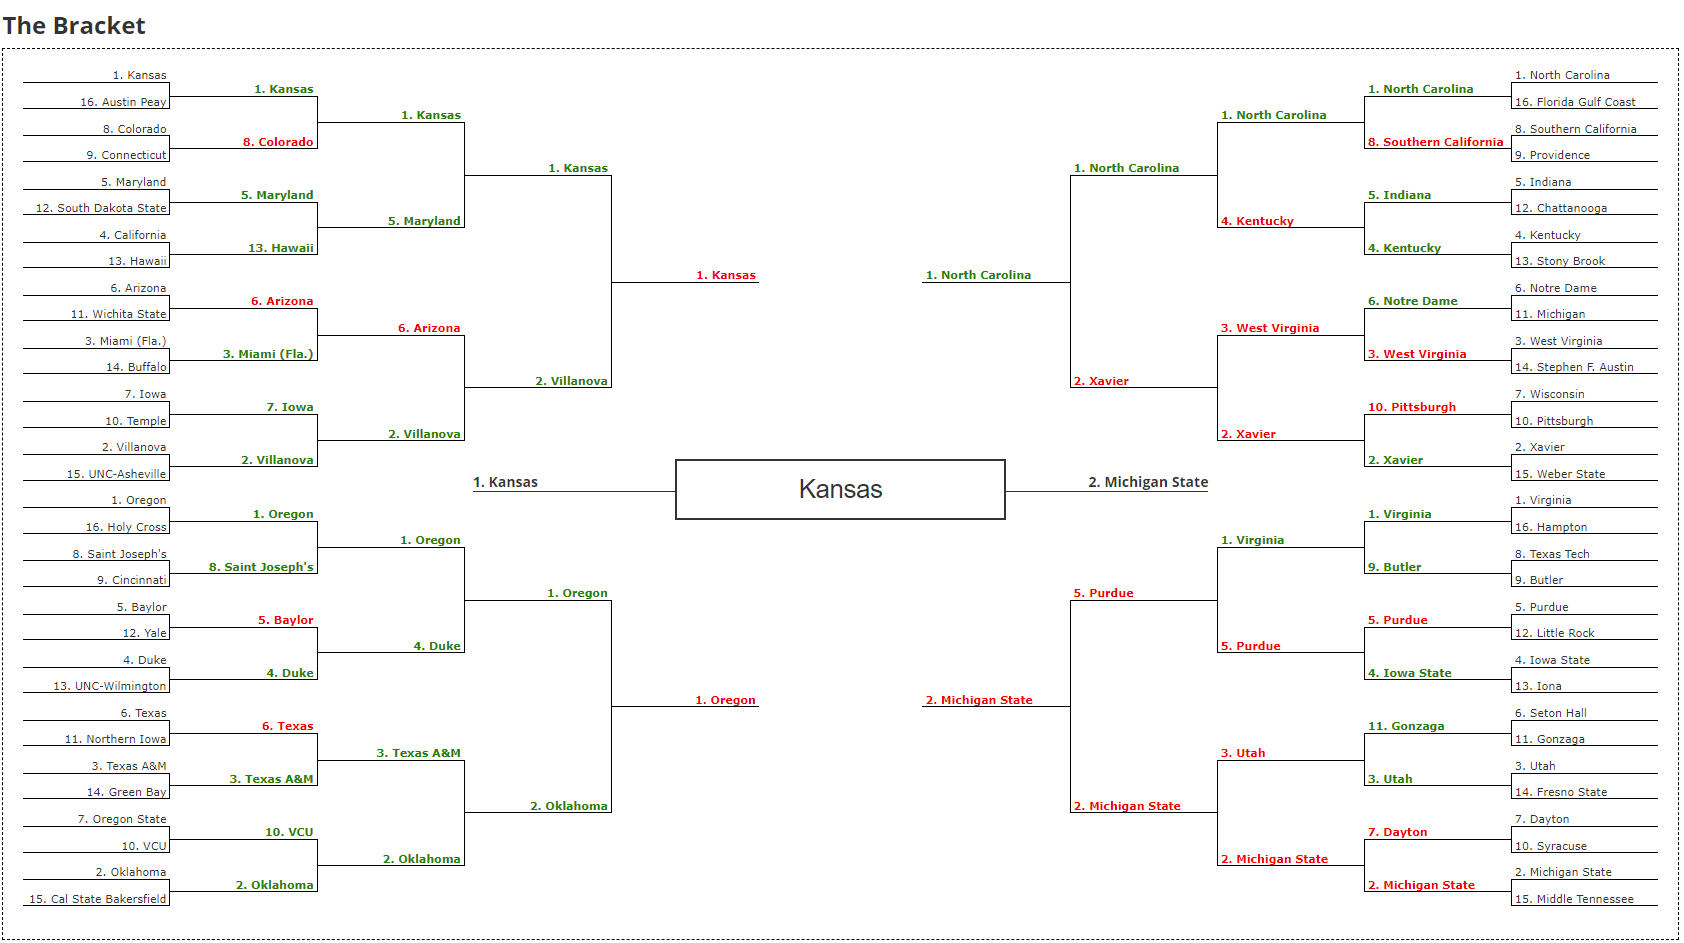 The Bracket
1. Kansas
16. Austin Peay
8. Colorado
9. Connecticut
5. Maryland
12. South Dakota State
4. California
13. Hawaii
6. Arizona
11. Wichita State
3. Miami (Fla.)
14. Buffalo
7. Iowa
10. Temple
2. Villanova
15. UNC-Asheville
1. Oregon
16. Holy Cross
8. Saint Joseph's
9. Cincinnati
5. Baylor
12. Yale
4. Duke
13. UNC-Wilmington
6. Texas
11. Northern Iowa
3. Texas A&M
14. Green Bay
7. Oregon State
10. VCU
2. Oklahoma
15. Cal State Bakersfield
1. Kansas
8. Colorado
5. Maryland
13. Hawaii
6. Arizona
3. Miami (Fla.)
7. Iowa
2. Villanova
1. Oregon
8. Saint Joseph's
5. Baylor
4. Duke
6. Texas
3. Texas A&M
10. VCU
2. Oklahoma
1. Kansas
5. Maryland
6. Arizona
2. Villanova
1. Oregon
4. Duke
3. Texas A&M
2. Oklahoma
1. Kansas
2. Villanova
1. Oregon
2. Oklahoma
1. Kansas
1. Oregon
1. Kansas
Kansas
2. Michigan State
1. North Carolina
2. Michigan State
1. North Carolina
2. Xavier
5. Purdue
2. Michigan State
1. North Carolina
4. Kentucky
3. West Virginia
2. Xavier
1. Virginia
5. Purdue
3. Utah
2. Michigan State
1. North Carolina
8. Southern California
5. Indiana
4. Kentucky
6. Notre Dame
3. West Virginia
10. Pittsburgh
2. Xavier
1. Virginia
9. Butler
5. Purdue
4. Iowa State
11. Gonzaga
3. Utah
7. Dayton
2. Michigan State
1. North Carolina
16. Florida Gulf Coast
8. Southern California
9. Providence
5. Indiana
12. Chattanooga
4. Kentucky
13. Stony Brook
6. Notre Dame
11. Michigan
3. West Virginia
14. Stephen F. Austin
7. Wisconsin
10. Pittsburgh
2. Xavier
15. Weber State
1. Virginia
16. Hampton
8. Texas Tech
9. Butler
5. Purdue
12. Little Rock
4. Iowa State
13. Iona
6. Seton Hall
11. Gonzaga
3. Utah
14. Fresno State
7. Dayton
10. Syracuse
2. Michigan State
15. Middle Tennessee